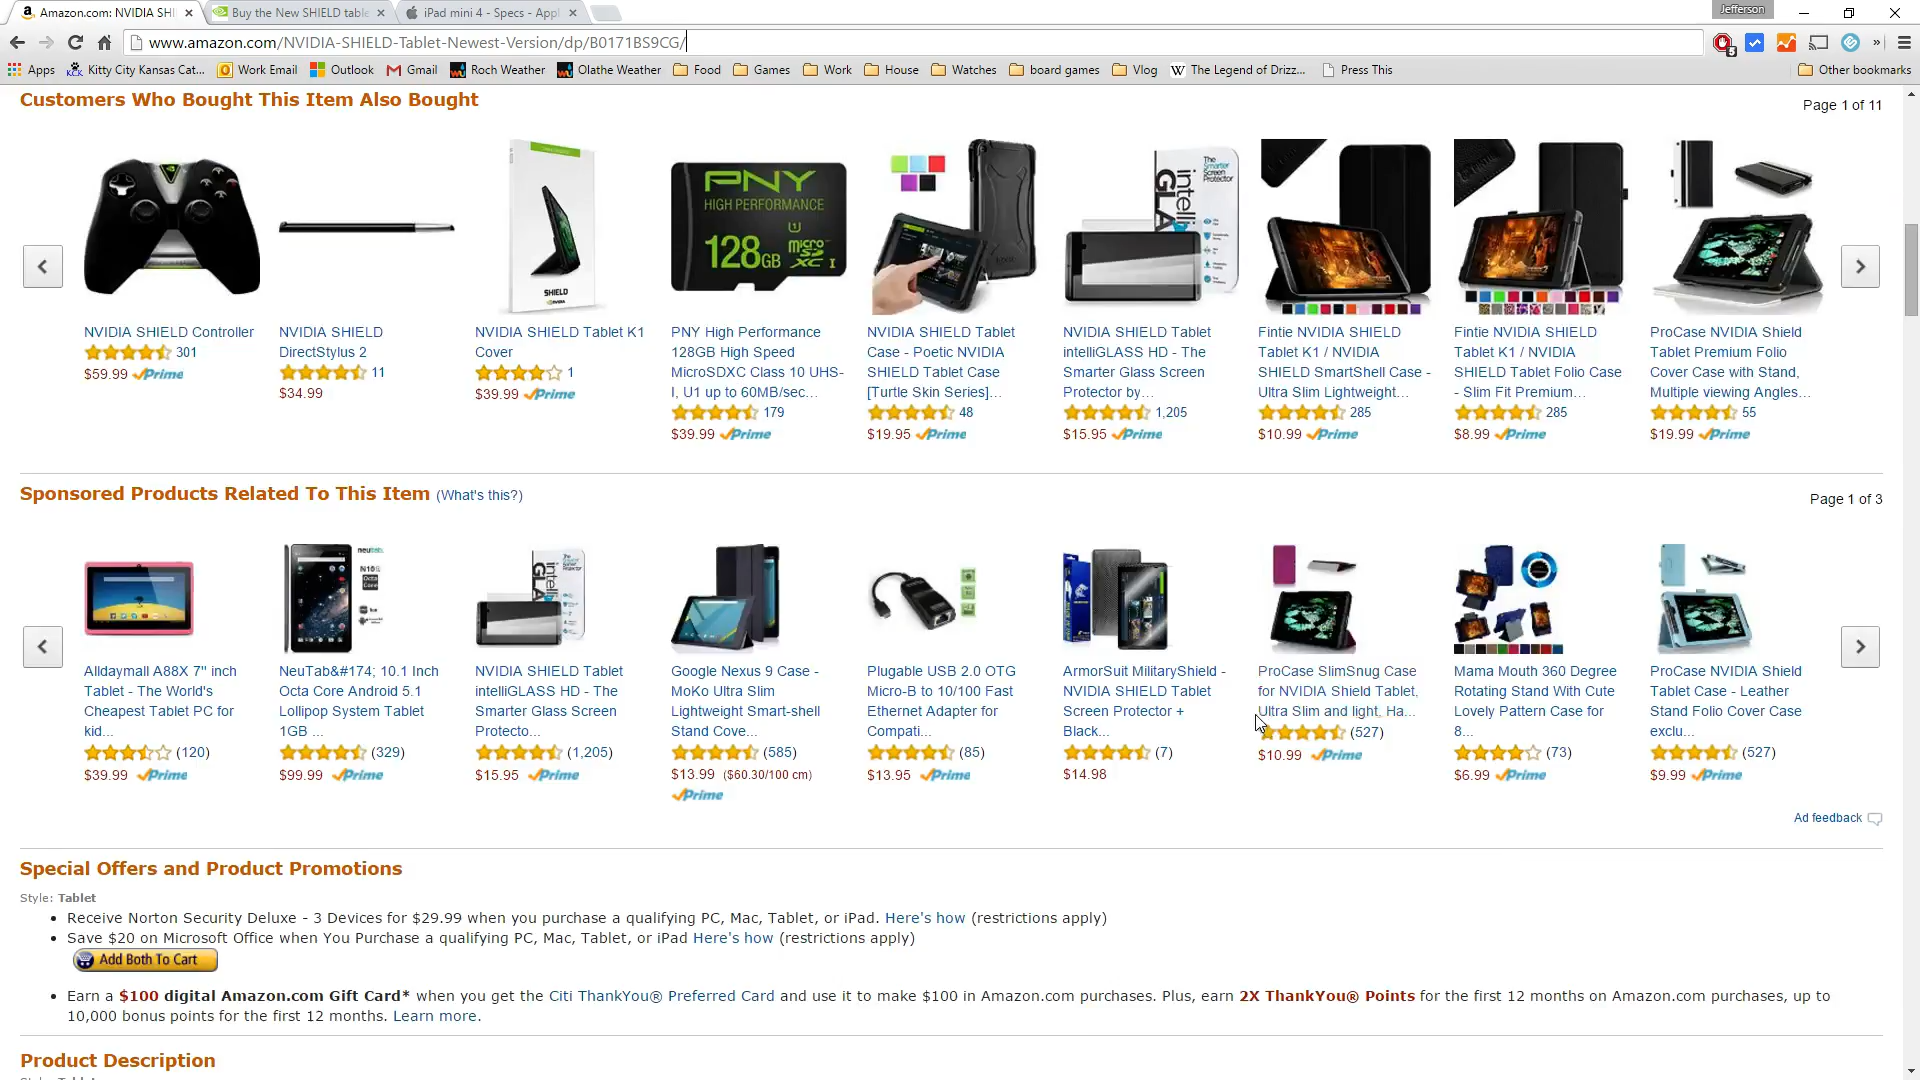 Amazon.com: NVIDIA SHI
Buy the New SHIELD table
iPad mini 4 - Specs - Appl
Jefferson
www.amazon.com/NVIDIA-SHIELD-Tablet-Newest-Version/dp/B0171BS9CG/
Apps
Kitty City Kansas Cat...
Work Email
Outlook
Gmail
Roch Weather
Olathe Weather
Food
Games
Work
House
Watches
board games
Vlog
The Legend of Drizz...
Press This
Other bookmarks
Customers Who Bought This Item Also Bought
Page 1 of 11
SHIELD
PNY
HIGH PERFORMANCE
128GB
micro
The Smarter Screen Protector
NVIDIA SHIELD Controller
301
$59.99 Prime
NVIDIA SHIELD
DirectStylus 2
11
$34.99
NVIDIA SHIELD Tablet K1
Cover
1
$39.99 Prime
PNY High Performance
128GB High Speed
MicroSDXC Class 10 UHS-
I, U1 up to 60MB/sec...
179
$39.99 Prime
NVIDIA SHIELD Tablet
Case - Poetic NVIDIA
SHIELD Tablet Case
[Turtle Skin Series]...
48
$19.95 Prime
NVIDIA SHIELD Tablet
intelliGLASS HD - The
Smarter Glass Screen
Protector by...
1,205
$15.95 Prime
Fintie NVIDIA SHIELD
Tablet K1 / NVIDIA
SHIELD SmartShell Case -
Ultra Slim Lightweight...
285
$10.99 Prime
Fintie NVIDIA SHIELD
Tablet K1 / NVIDIA
SHIELD Tablet Folio Case
- Slim Fit Premium...
285
$8.99 Prime
ProCase NVIDIA Shield
Tablet Premium Folio
Cover Case with Stand,
Multiple viewing Angles...
55
$19.99 Prime
Sponsored Products Related To This Item (What's this?)
Page 1 of 3
Alldaymall A88X 7" inch
Tablet - The World's
Cheapest Tablet PC for
kid...
(120)
$39.99 Prime
NeuTab&#174; 10.1 Inch
Octa Core Android 5.1
Lollipop System Tablet
1GB ...
(329)
$99.99 Prime
NVIDIA SHIELD Tablet
intelliGLASS HD - The
Smarter Glass Screen
Protecto...
(1,205)
$15.95 Prime
Google Nexus 9 Case -
MoKo Ultra Slim
Lightweight Smart-shell
Stand Cove...
(585)
$13.99 ($60.30/100 cm)
Prime
Plugable USB 2.0 OTG
Micro-B to 10/100 Fast
Ethernet Adapter for
Compati...
(85)
$13.95 Prime
ArmorSuit MilitaryShield -
NVIDIA SHIELD Tablet
Screen Protector +
Black...
(7)
$14.98
ProCase SlimSnug Case
for NVIDIA Shield Tablet,
Ultra Slim and light, Ha...
(527)
$10.99 Prime
Mama Mouth 360 Degree
Rotating Stand With Cute
Lovely Pattern Case for
8...
(73)
$6.99 Prime
ProCase NVIDIA Shield
Tablet Case - Leather
Stand Folio Cover Case
exclu...
(527)
$9.99 Prime
Ad feedback
Special Offers and Product Promotions
Style: Tablet
Receive Norton Security Deluxe - 3 Devices for $29.99 when you purchase a qualifying PC, Mac, Tablet, or iPad. Here's how (restrictions apply)
Save $20 on Microsoft Office when You Purchase a qualifying PC, Mac, Tablet, or iPad Here's how (restrictions apply)
Add Both To Cart
Earn a $100 digital Amazon.com Gift Card* when you get the Citi ThankYou® Preferred Card and use it to make $100 in Amazon.com purchases. Plus, earn 2X ThankYou® Points for the first 12 months on Amazon.com purchases, up to
10,000 bonus points for the first 12 months. Learn more.
Product Description